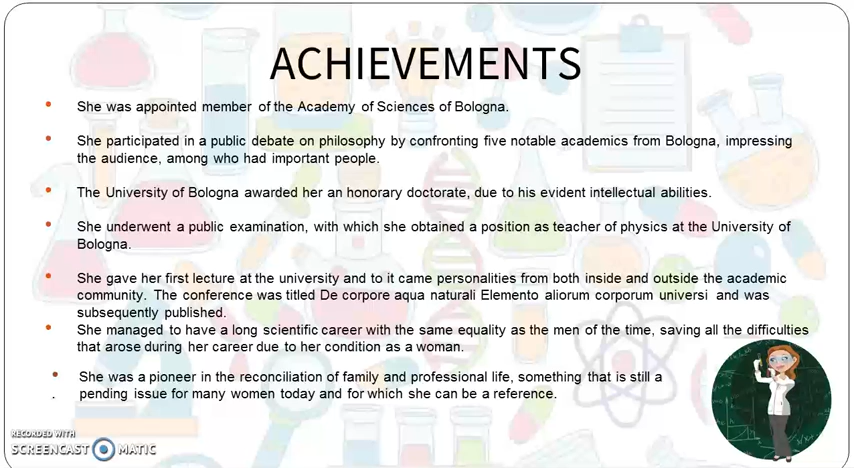 ACHIEVEMENTS
• She was appointed member of the Academy of Sciences of Bologna.
• She participated in a public debate on philosophy by confronting five notable academics from Bologna, impressing
the audience, among who had important people.
• The University of Bologna awarded her an honorary doctorate, due to his evident intellectual abilities.
• She underwent a public examination, with which she obtained a position as teacher of physics at the University of
Bologna.
• She gave her first lecture at the university and to it came personalities from both inside and outside the academic
community. The conference was titled De corpore aqua naturali Elemento aliorum corporum universi and was
subsequently published.
• She managed to have a long scientific career with the same equality as the men of the time, saving all the difficulties
that arose during her career due to her condition as a woman.
• She was a pioneer in the reconciliation of family and professional life, something that is still a
. pending issue for many women today and for which she can be a reference.
RECORDED WITH
SCREENCAST MATIC